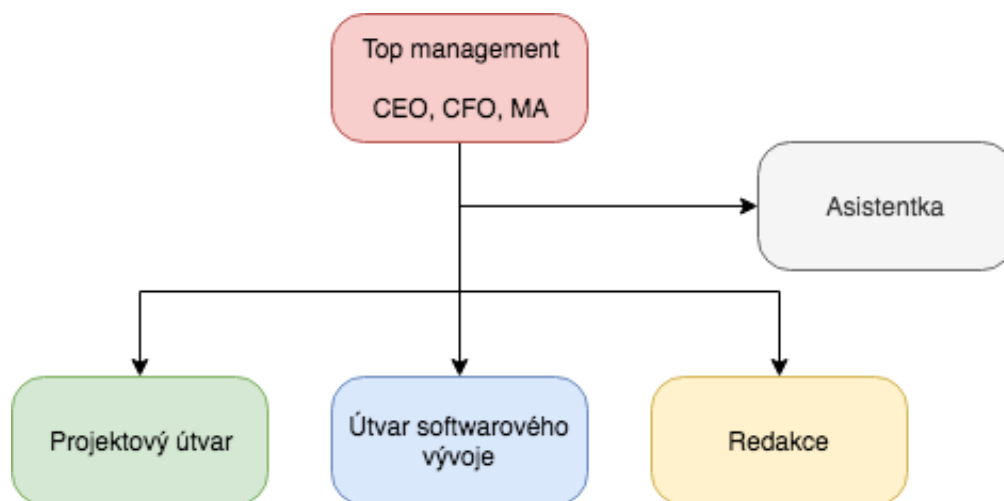 Top management
CEO, CFO, MA
Asistentka
Projektový útvar
Útvar softwarového
vývoje
Redakce